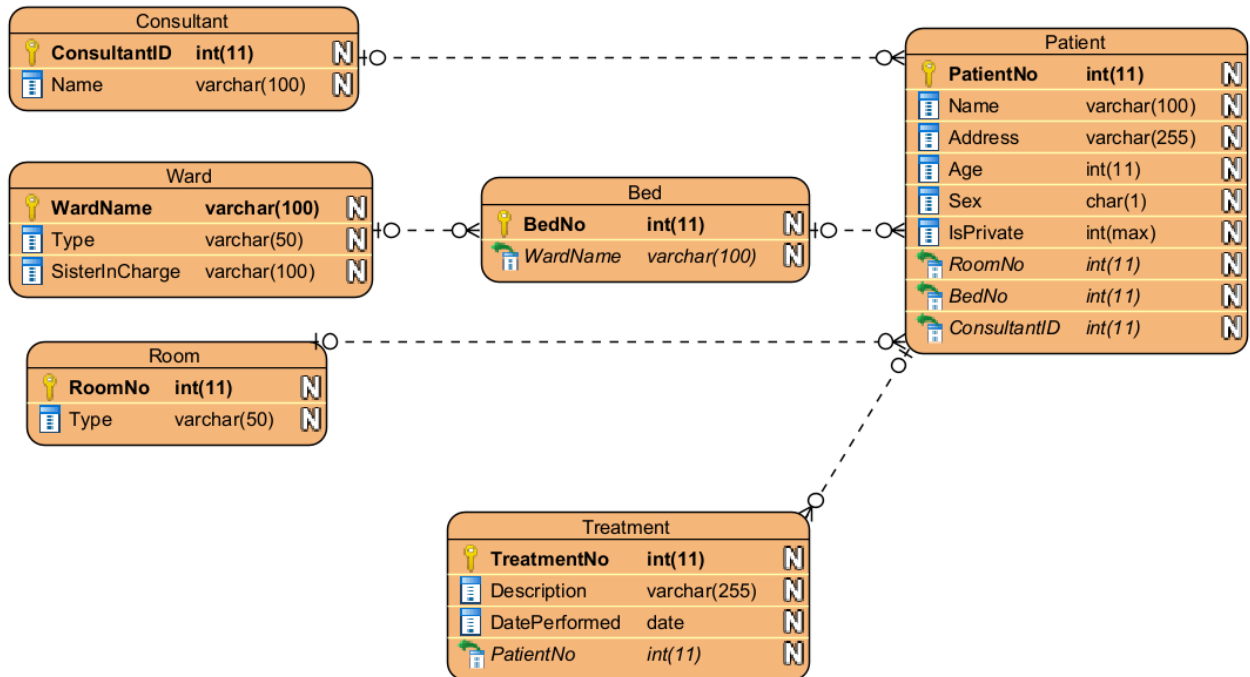 Consultant
ConsultantID int(11) N
Name varchar(100) N
Patient
PatientNo int(11) N
Name varchar(100) N
Address varchar(255) N
Age int(11) N
Sex char(1) N
IsPrivate int(max) N
RoomNo int(11) N
BedNo int(11) N
ConsultantID int(11) N
Ward
WardName varchar(100) N
Type varchar(50) N
SisterInCharge varchar(100) N
Bed
BedNo int(11) N
WardName varchar(100) N
Room
RoomNo int(11) N
Type varchar(50) N
Treatment
TreatmentNo int(11) N
Description varchar(255) N
DatePerformed date N
PatientNo int(11) N